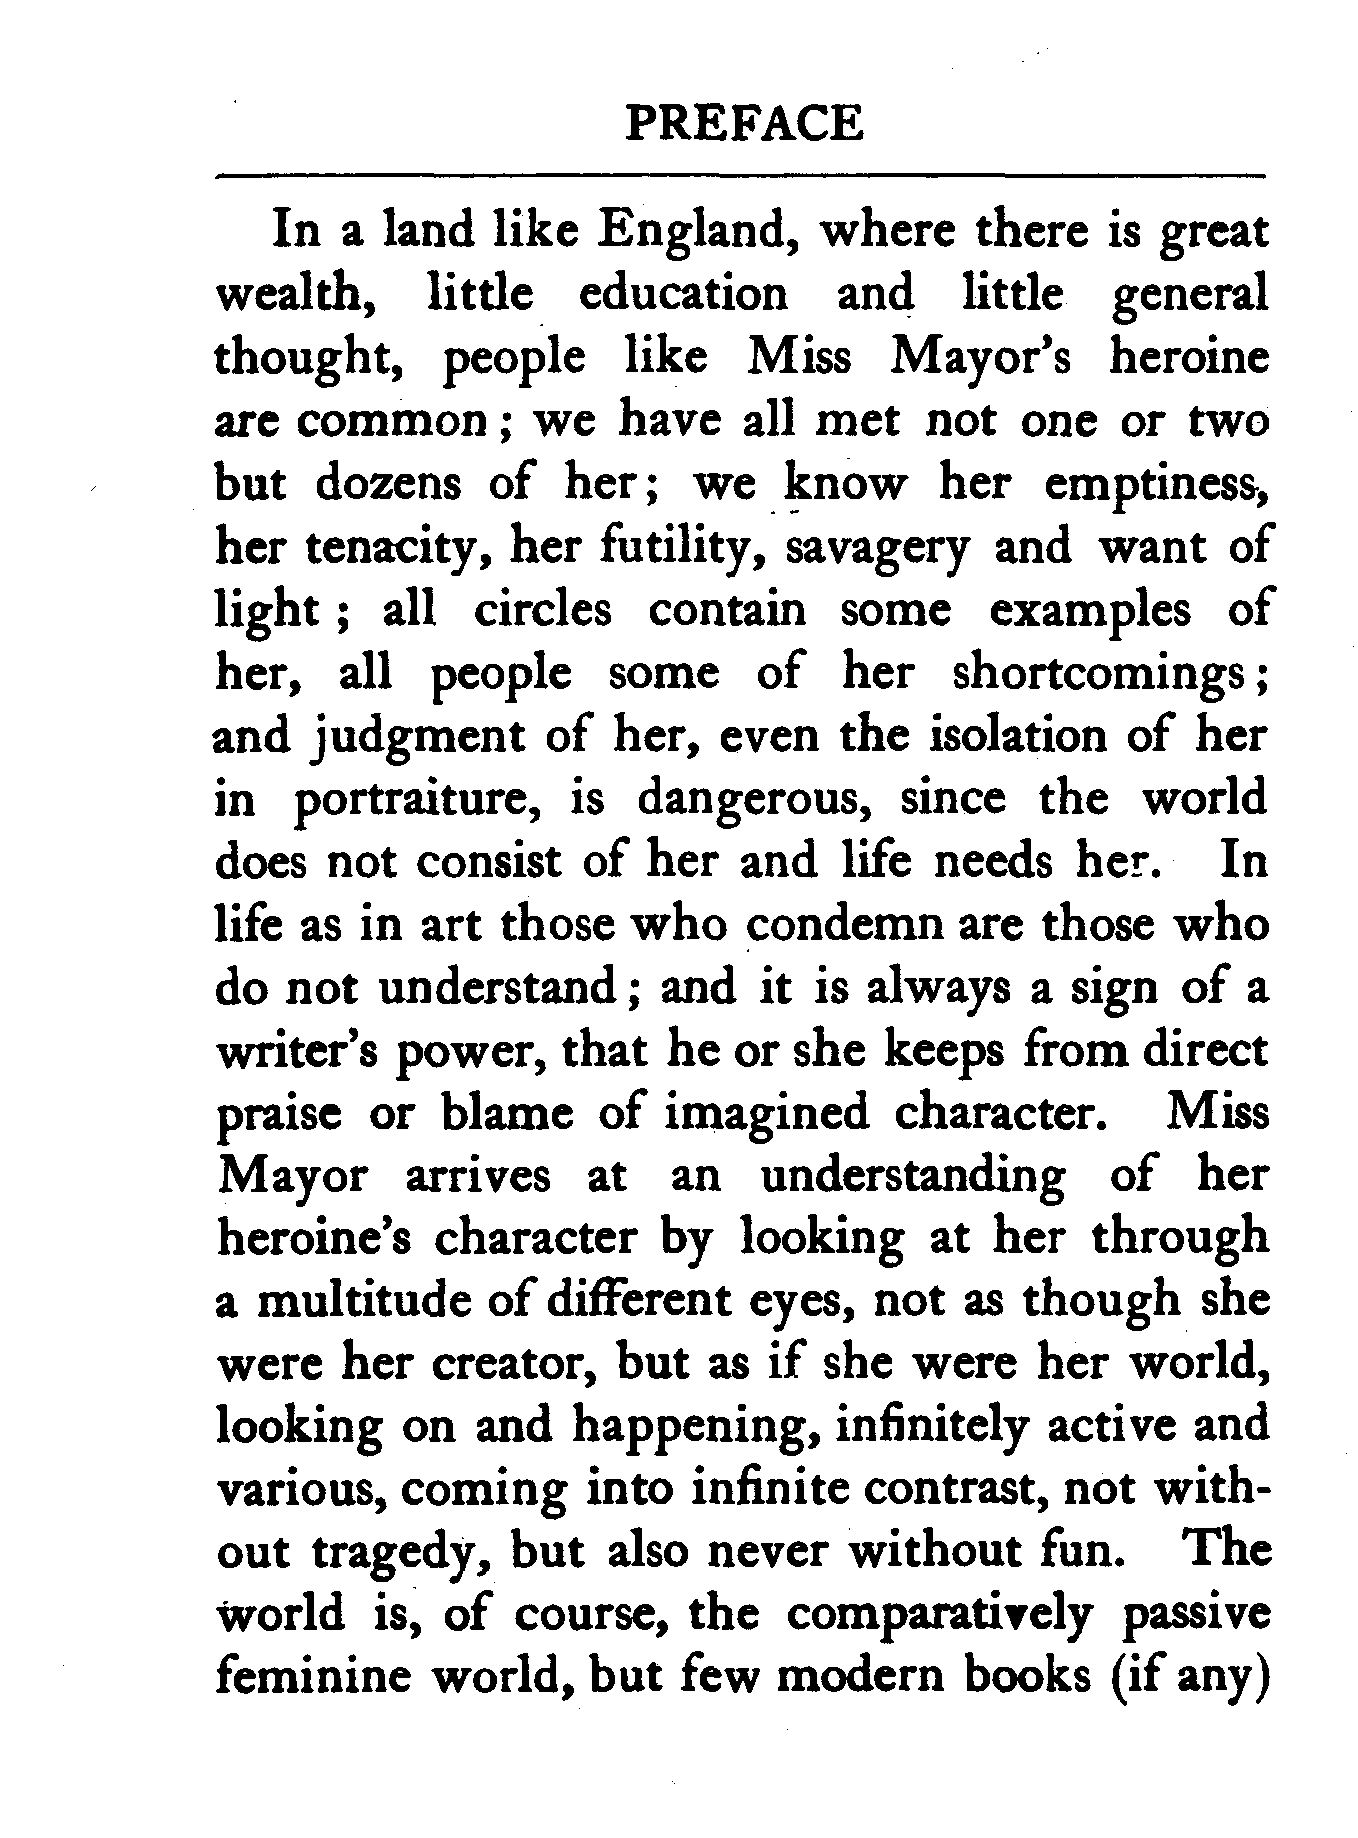 PREFACE
In a land like England, where there is great
wealth, little education and little general
thought, people like Miss Mayor's heroine
are common; we have all met not one or two
but dozens of her; we know her emptiness,
her tenacity, her futility, savagery and want of
light; all circles contain some examples of
her, all people some of her shortcomings;
and judgment of her, even the isolation of her
in portraiture, is dangerous, since the world
does not consist of her and life needs her. In
life as in art those who condemn are those who
do not understand; and it is always a sign of a
writer's power, that he or she keeps from direct
praise or blame of imagined character. Miss
Mayor arrives at an understanding of her
heroine's character by looking at her through
a multitude of different eyes, not as though she
were her creator, but as if she were her world,
looking on and happening, infinitely active and
various, coming into infinite contrast, not with-
out tragedy, but also never without fun. The
world is, of course, the comparatively passive
feminine world, but few modern books (if any)